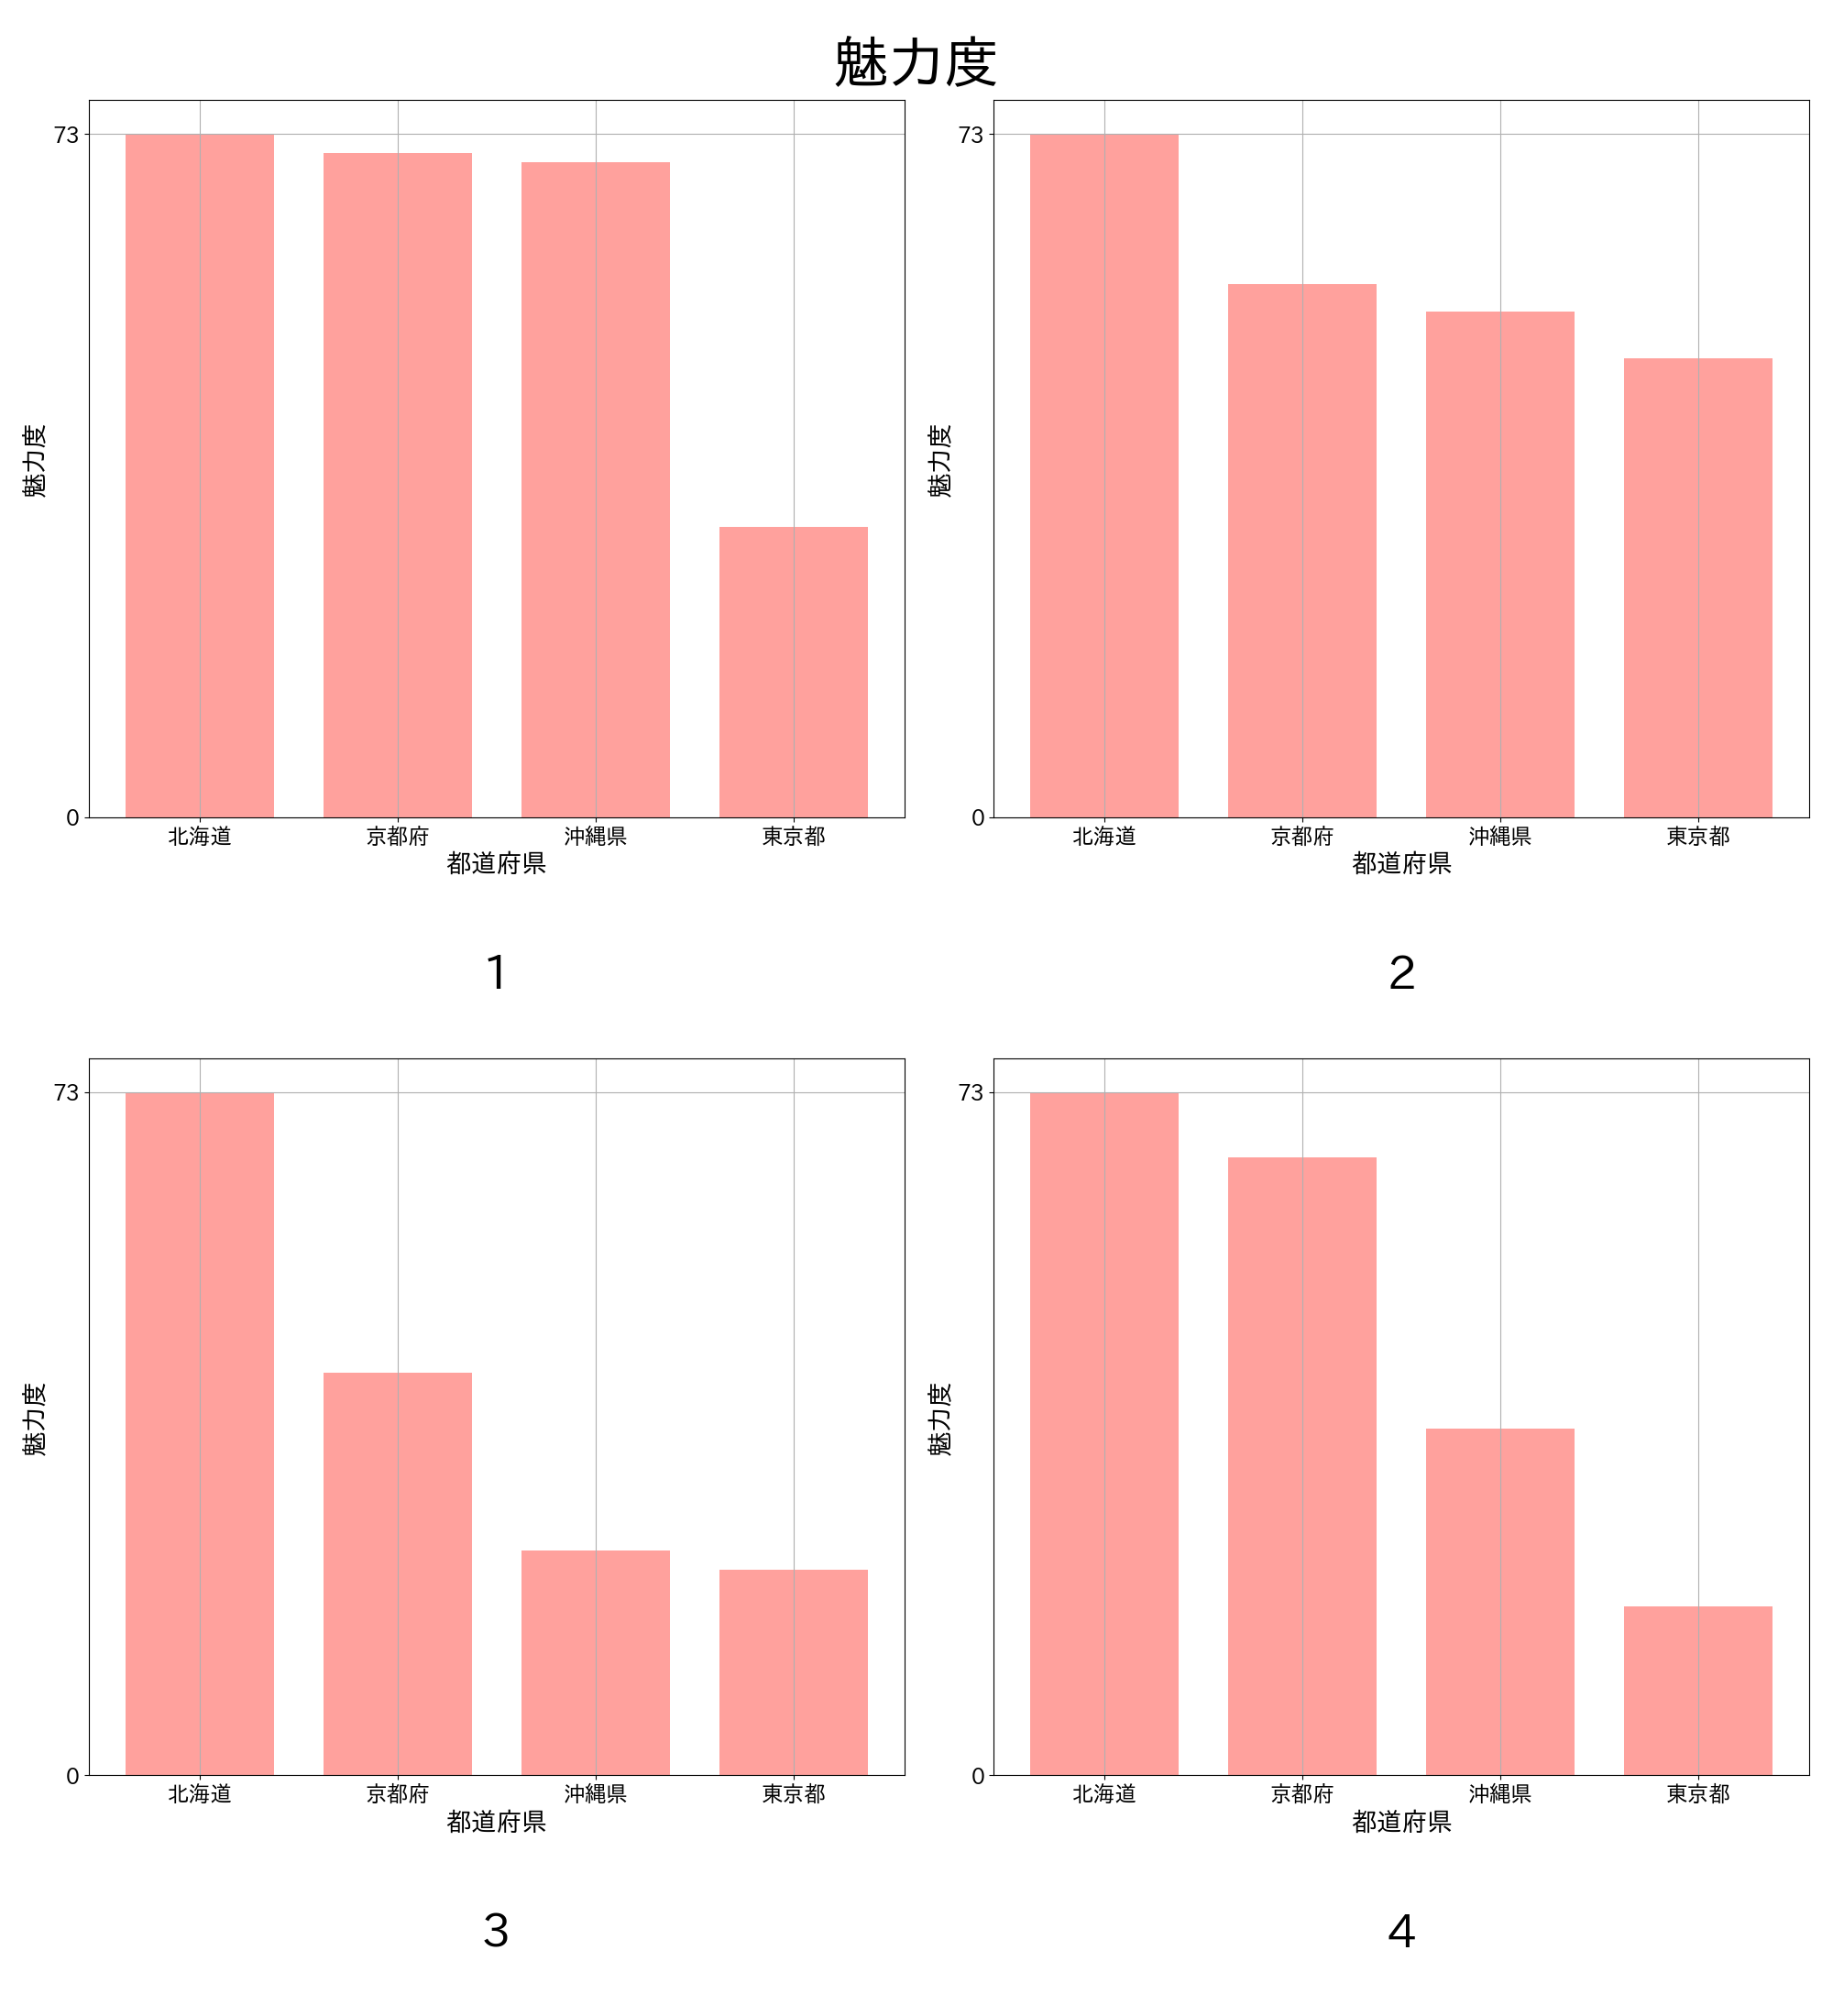 魅力度
73
0
魅力度
北海道 京都府 沖縄県 東京都
都道府県
1
73
0
魅力度
北海道 京都府 沖縄県 東京都
都道府県
2
73
0
魅力度
北海道 京都府 沖縄県 東京都
都道府県
3
73
0
魅力度
北海道 京都府 沖縄県 東京都
都道府県
4